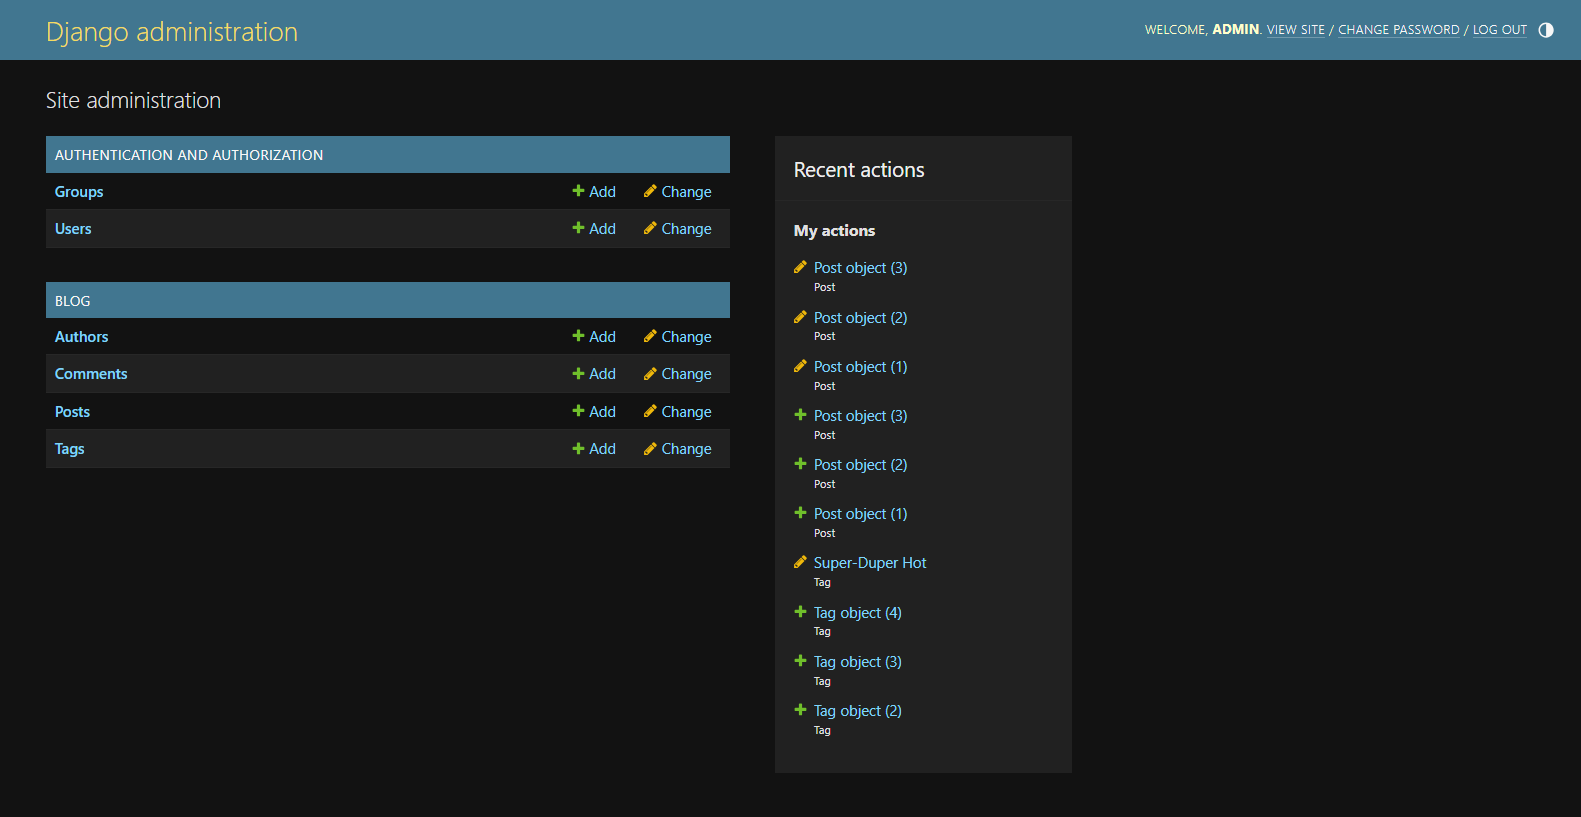 Django administration
WELCOME, ADMIN. VIEW SITE / CHANGE PASSWORD / LOG OUT
Site administration
AUTHENTICATION AND AUTHORIZATION
Groups Add Change
Users Add Change
BLOG
Authors Add Change
Comments Add Change
Posts Add Change
Tags Add Change
Recent actions
My actions
Post object (3)
Post
Post object (2)
Post
Post object (1)
Post
Post object (3)
Post
Post object (2)
Post
Post object (1)
Post
Super-Duper Hot
Tag
Tag object (4)
Tag
Tag object (3)
Tag
Tag object (2)
Tag